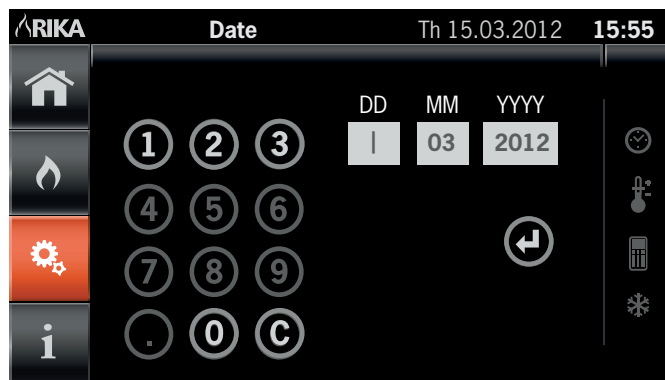 RIKA Date Th 15.03.2012 15:55
DD MM YYYY
1 2 3 | 03 2012
4 5 6
7 8 9
. 0 C
i